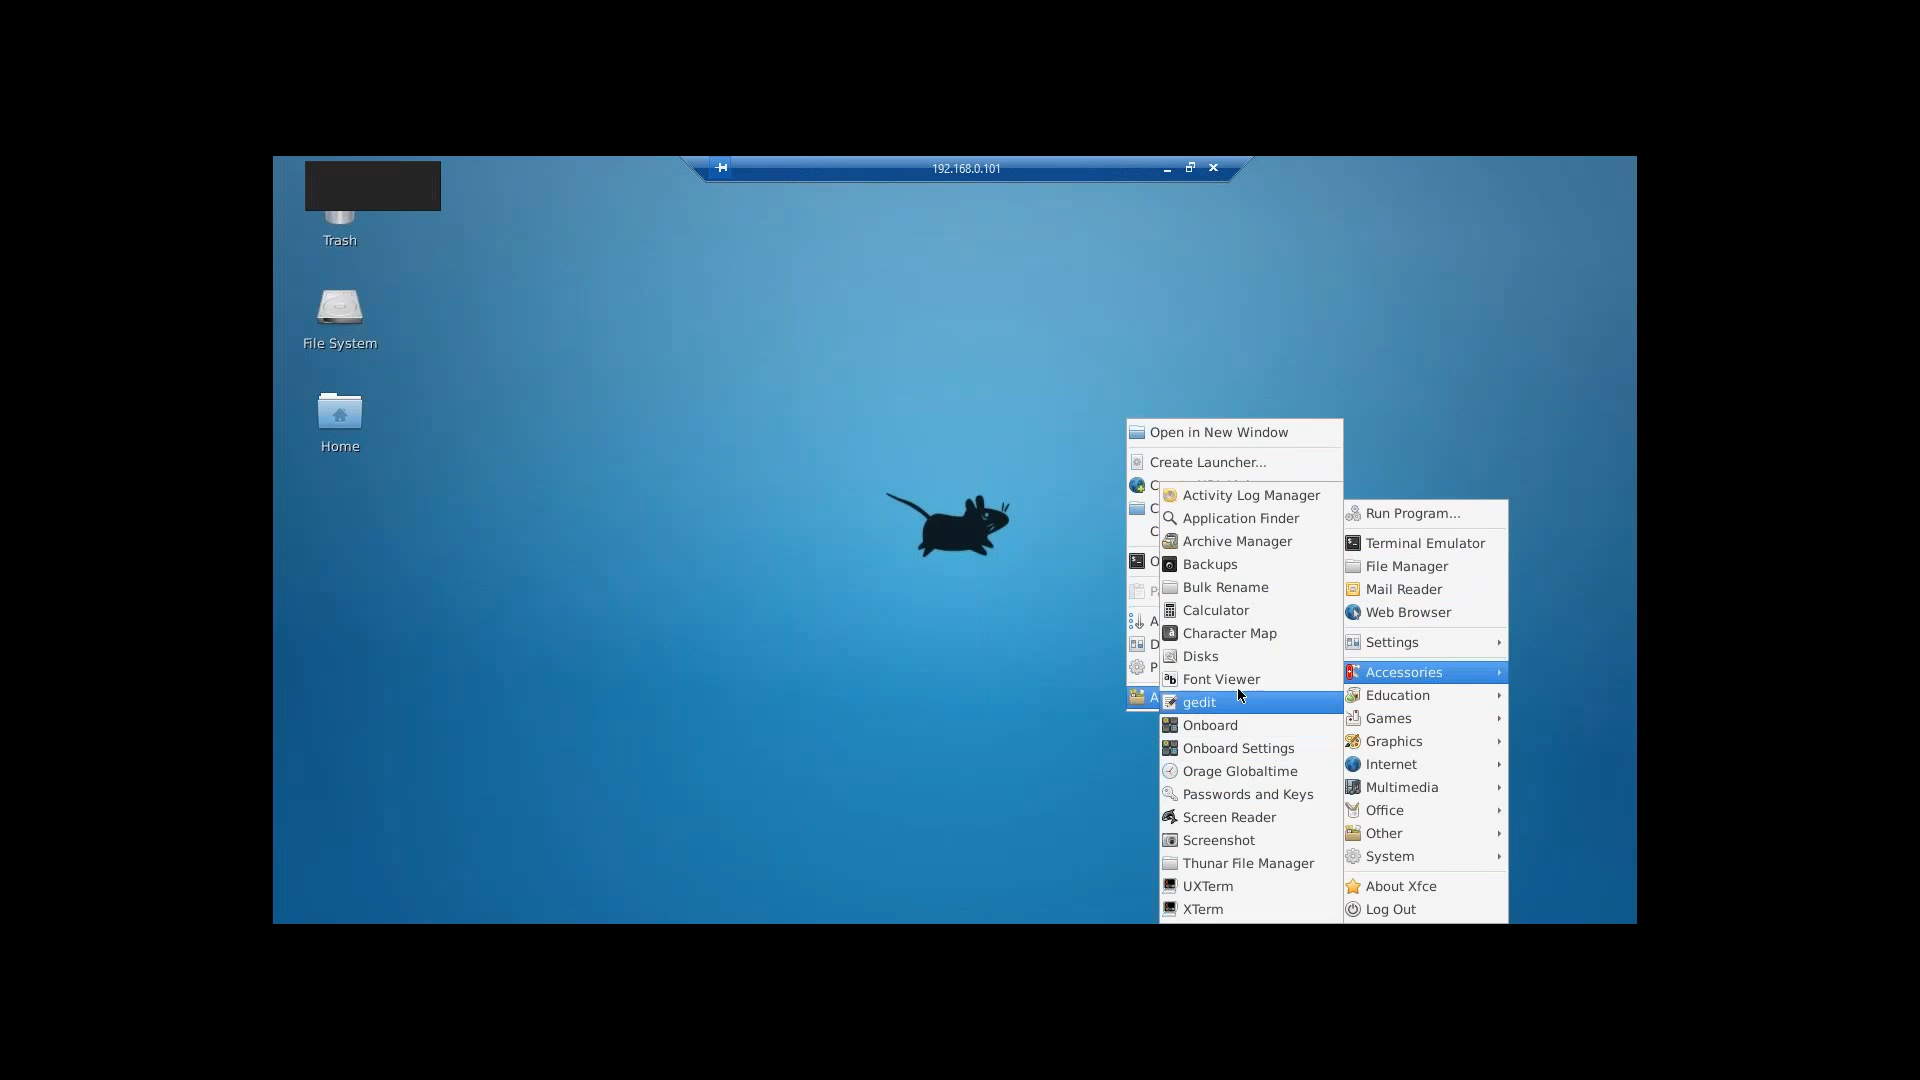 192.168.0.101
Trash
File System
Home
Open in New Window
Create Launcher...
Activity Log Manager
Application Finder
Archive Manager
Backups
Bulk Rename
Calculator
Character Map
Disks
Font Viewer
gedit
Onboard
Onboard Settings
Orage Globaltime
Passwords and Keys
Screen Reader
Screenshot
Thunar File Manager
UXTerm
XTerm
Run Program...
Terminal Emulator
File Manager
Mail Reader
Web Browser
Settings
Accessories
Education
Games
Graphics
Internet
Multimedia
Office
Other
System
About Xfce
Log Out